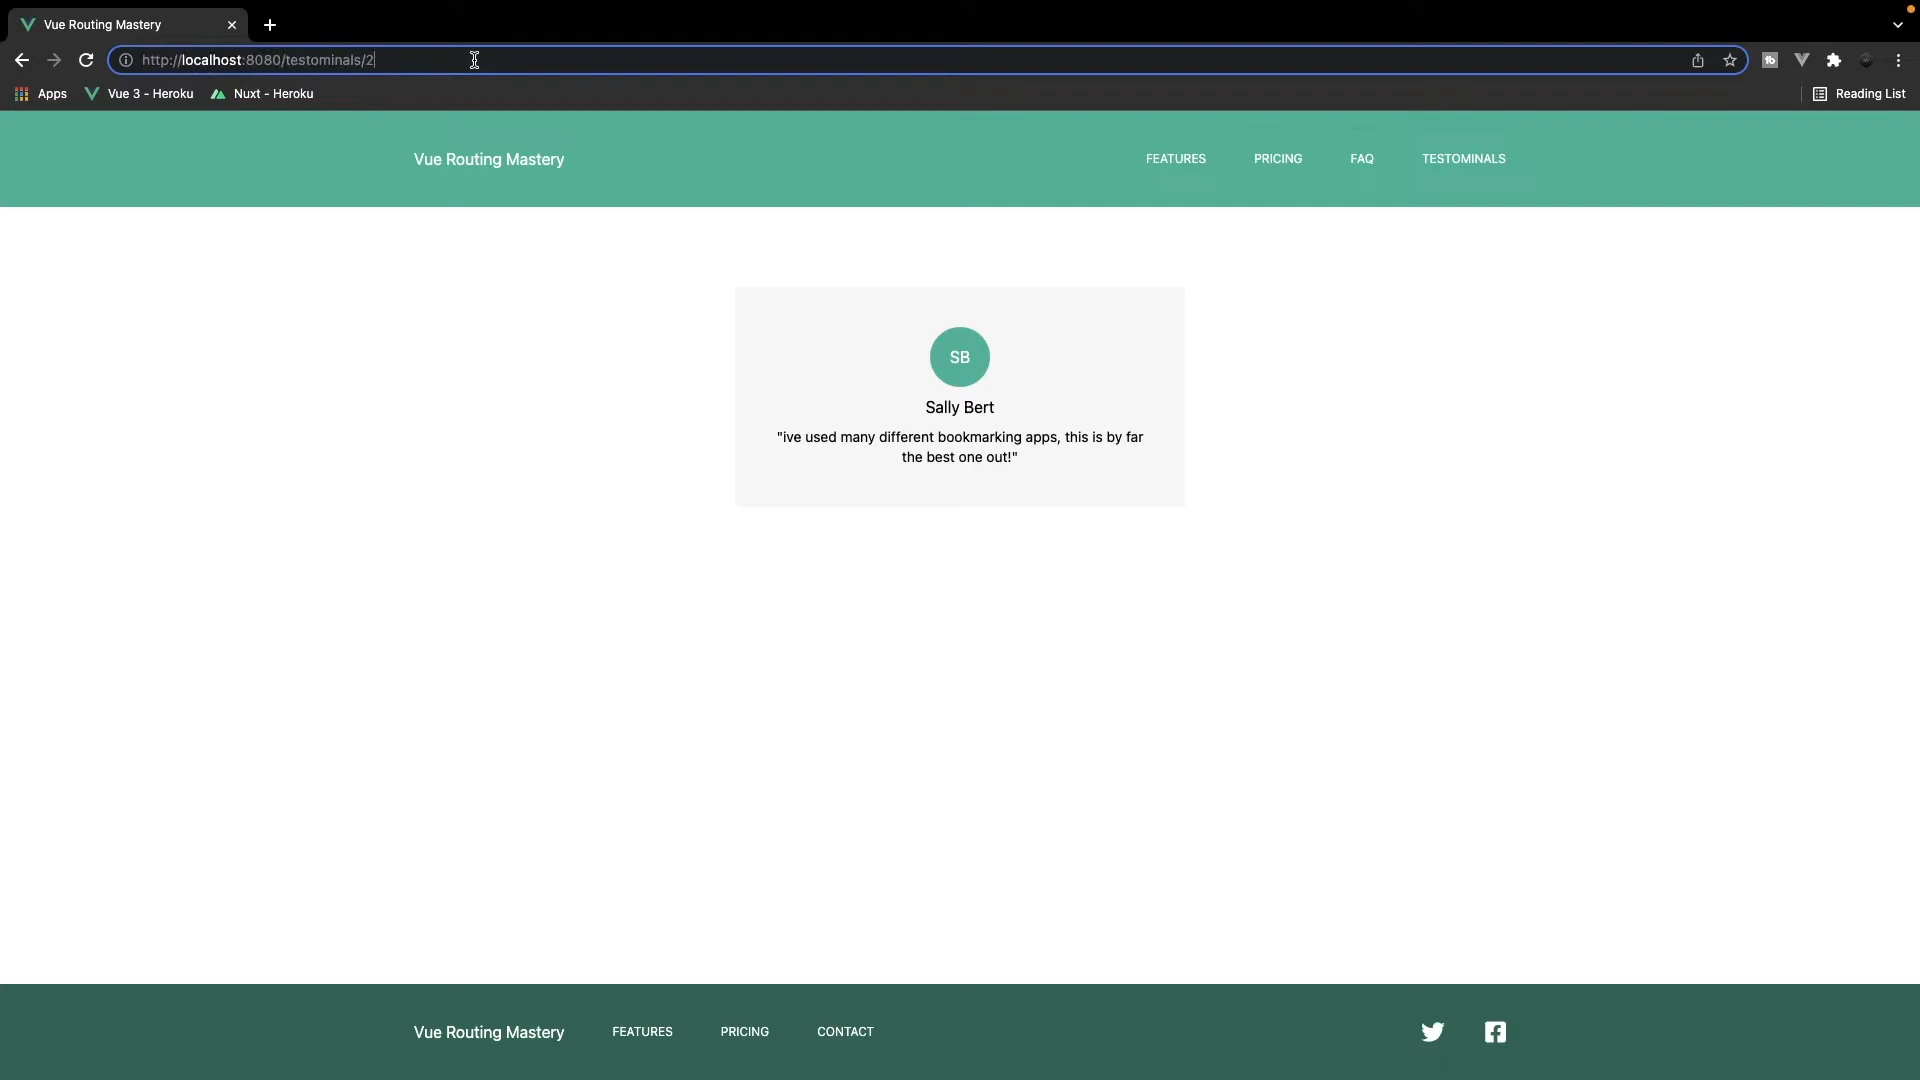 Vue Routing Mastery
http://localhost:8080/testominals/2
Apps Vue 3 - Heroku Nuxt - Heroku Reading List
Vue Routing Mastery FEATURES PRICING FAQ TESTOMINALS
SB
Sally Bert
"ive used many different bookmarking apps, this is by far
the best one out!"
Vue Routing Mastery FEATURES PRICING CONTACT